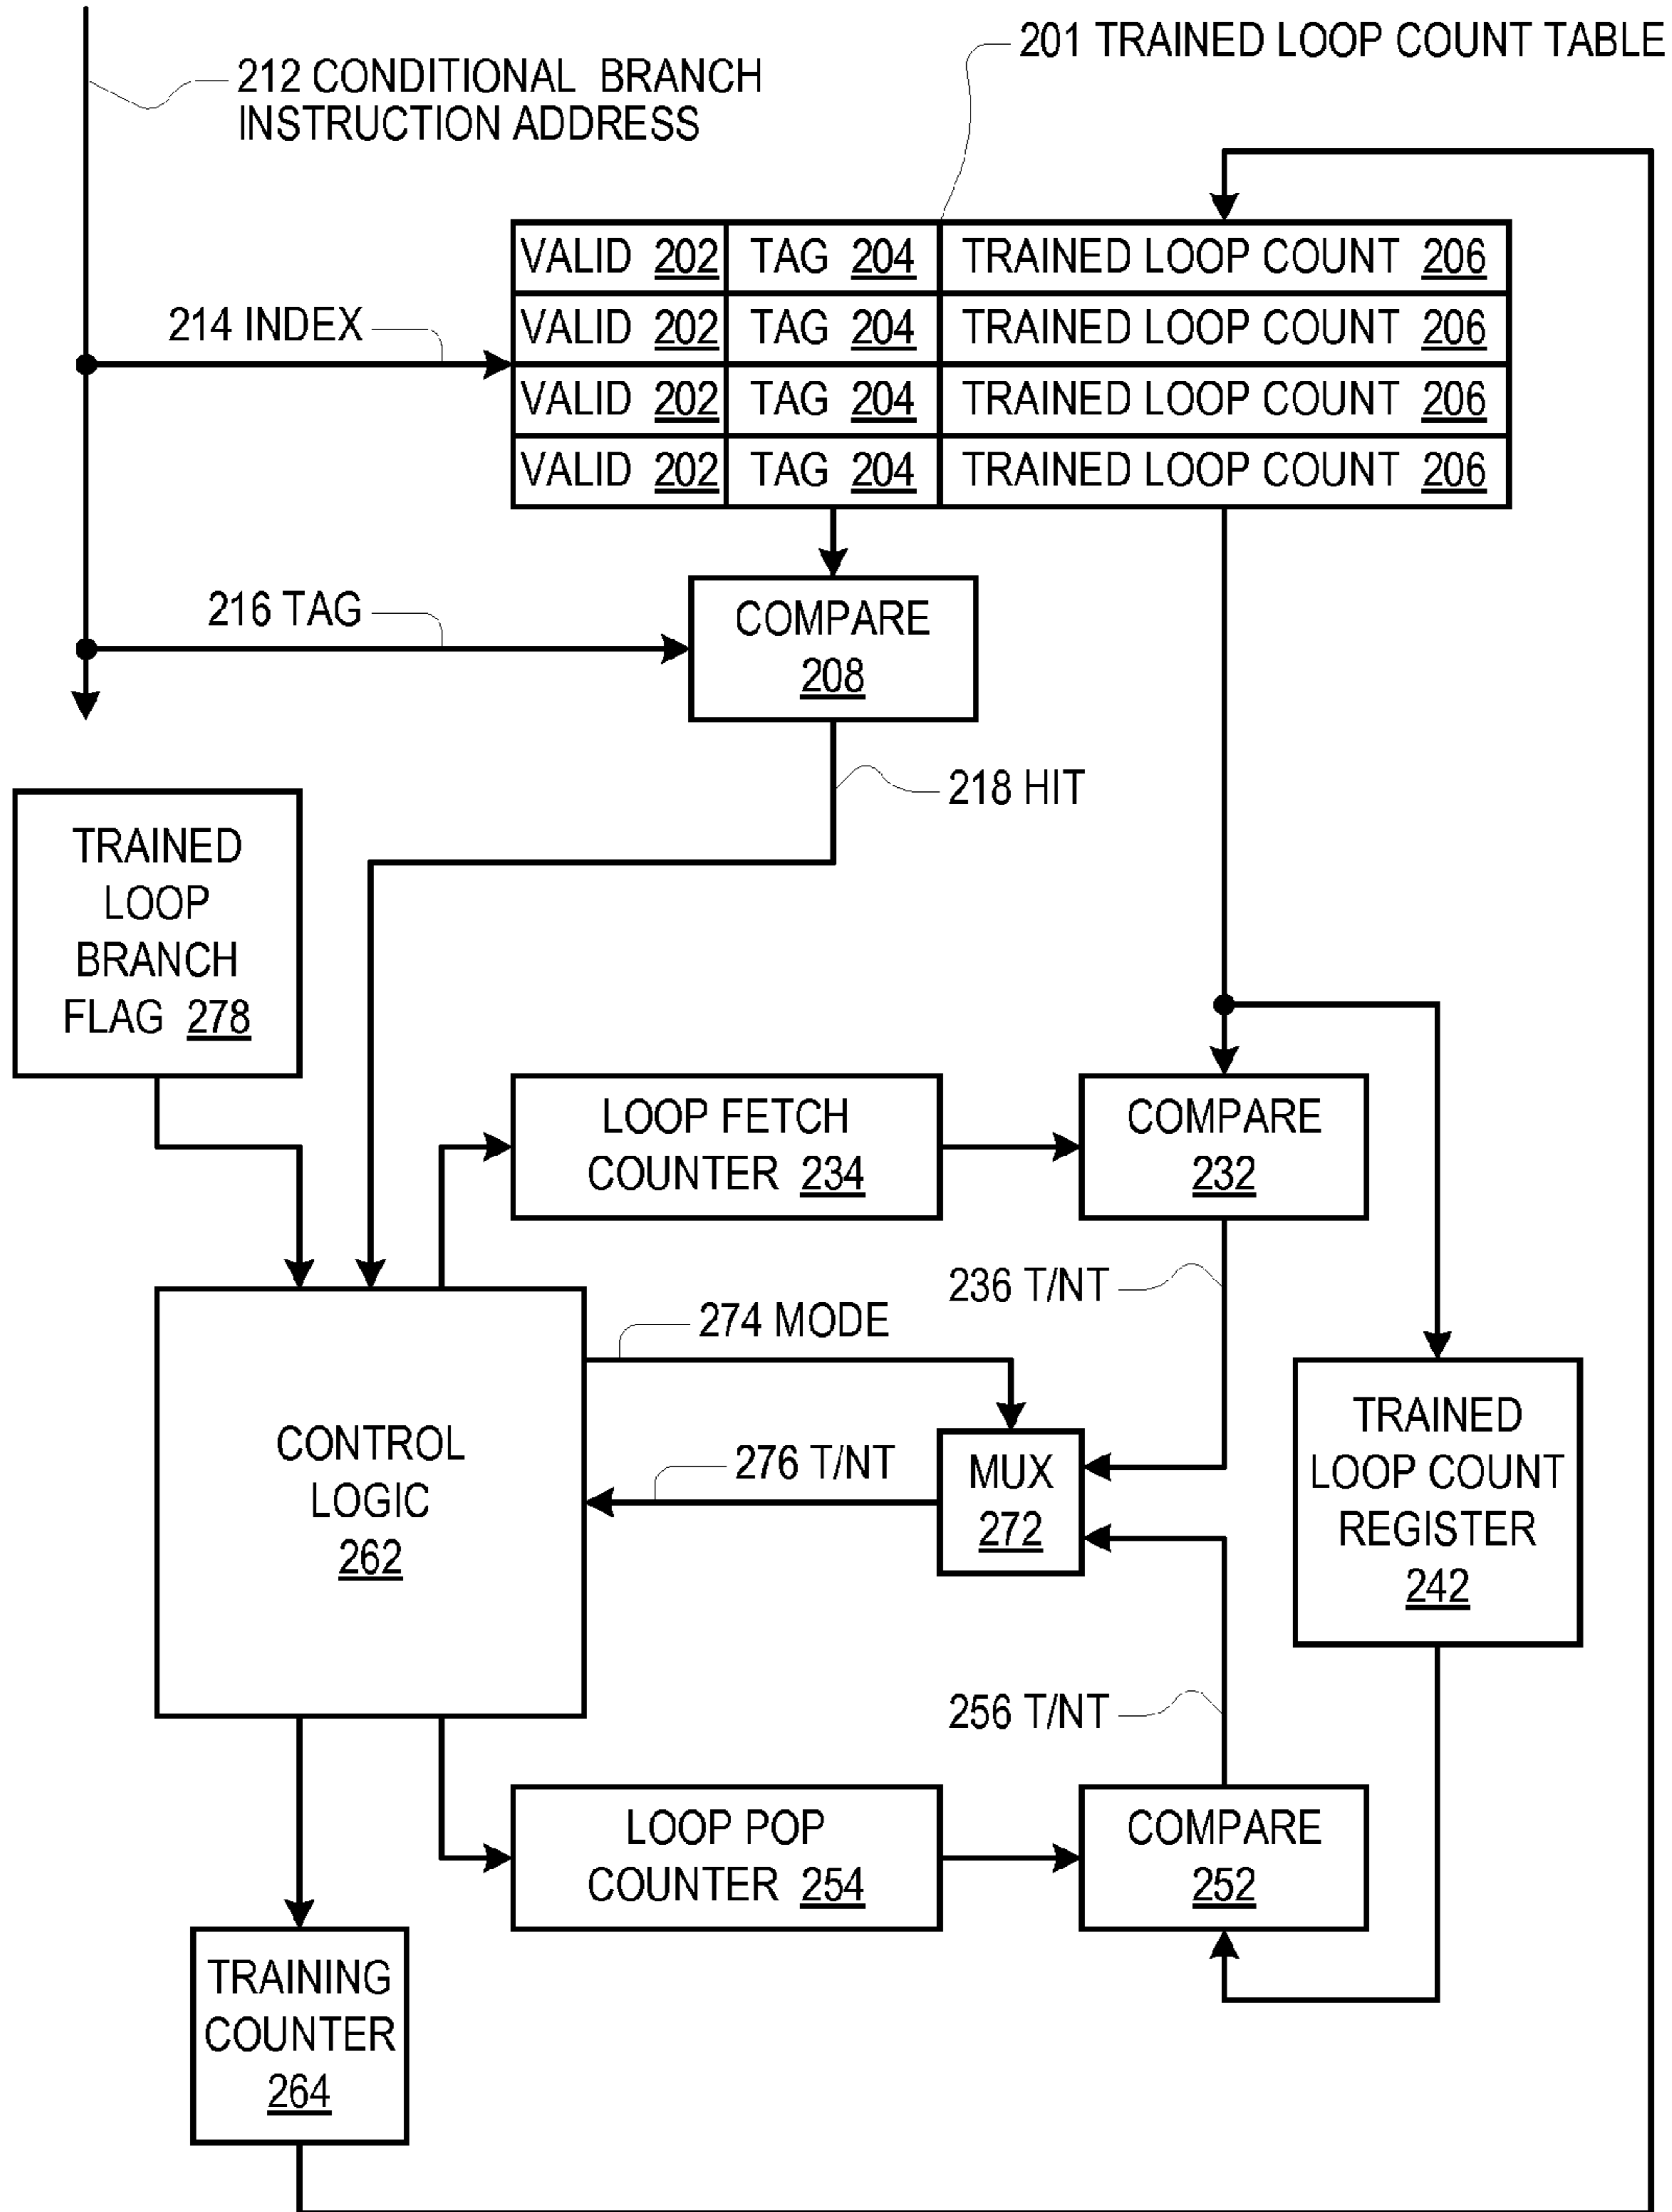 201 TRAINED LOOP COUNT TABLE
212 CONDITIONAL BRANCH
INSTRUCTION ADDRESS
VALID 202 TAG 204 TRAINED LOOP COUNT 206
214 INDEX
VALID 202 TAG 204 TRAINED LOOP COUNT 206
VALID 202 TAG 204 TRAINED LOOP COUNT 206
VALID 202 TAG 204 TRAINED LOOP COUNT 206
216 TAG
COMPARE
208
218 HIT
TRAINED
LOOP
BRANCH
FLAG 278
LOOP FETCH
COUNTER 234
COMPARE
232
236 T/NT
274 MODE
CONTROL
LOGIC
262
276 T/NT
MUX
272
TRAINED
LOOP COUNT
REGISTER
242
256 T/NT
LOOP POP
COUNTER 254
COMPARE
252
TRAINING
COUNTER
264